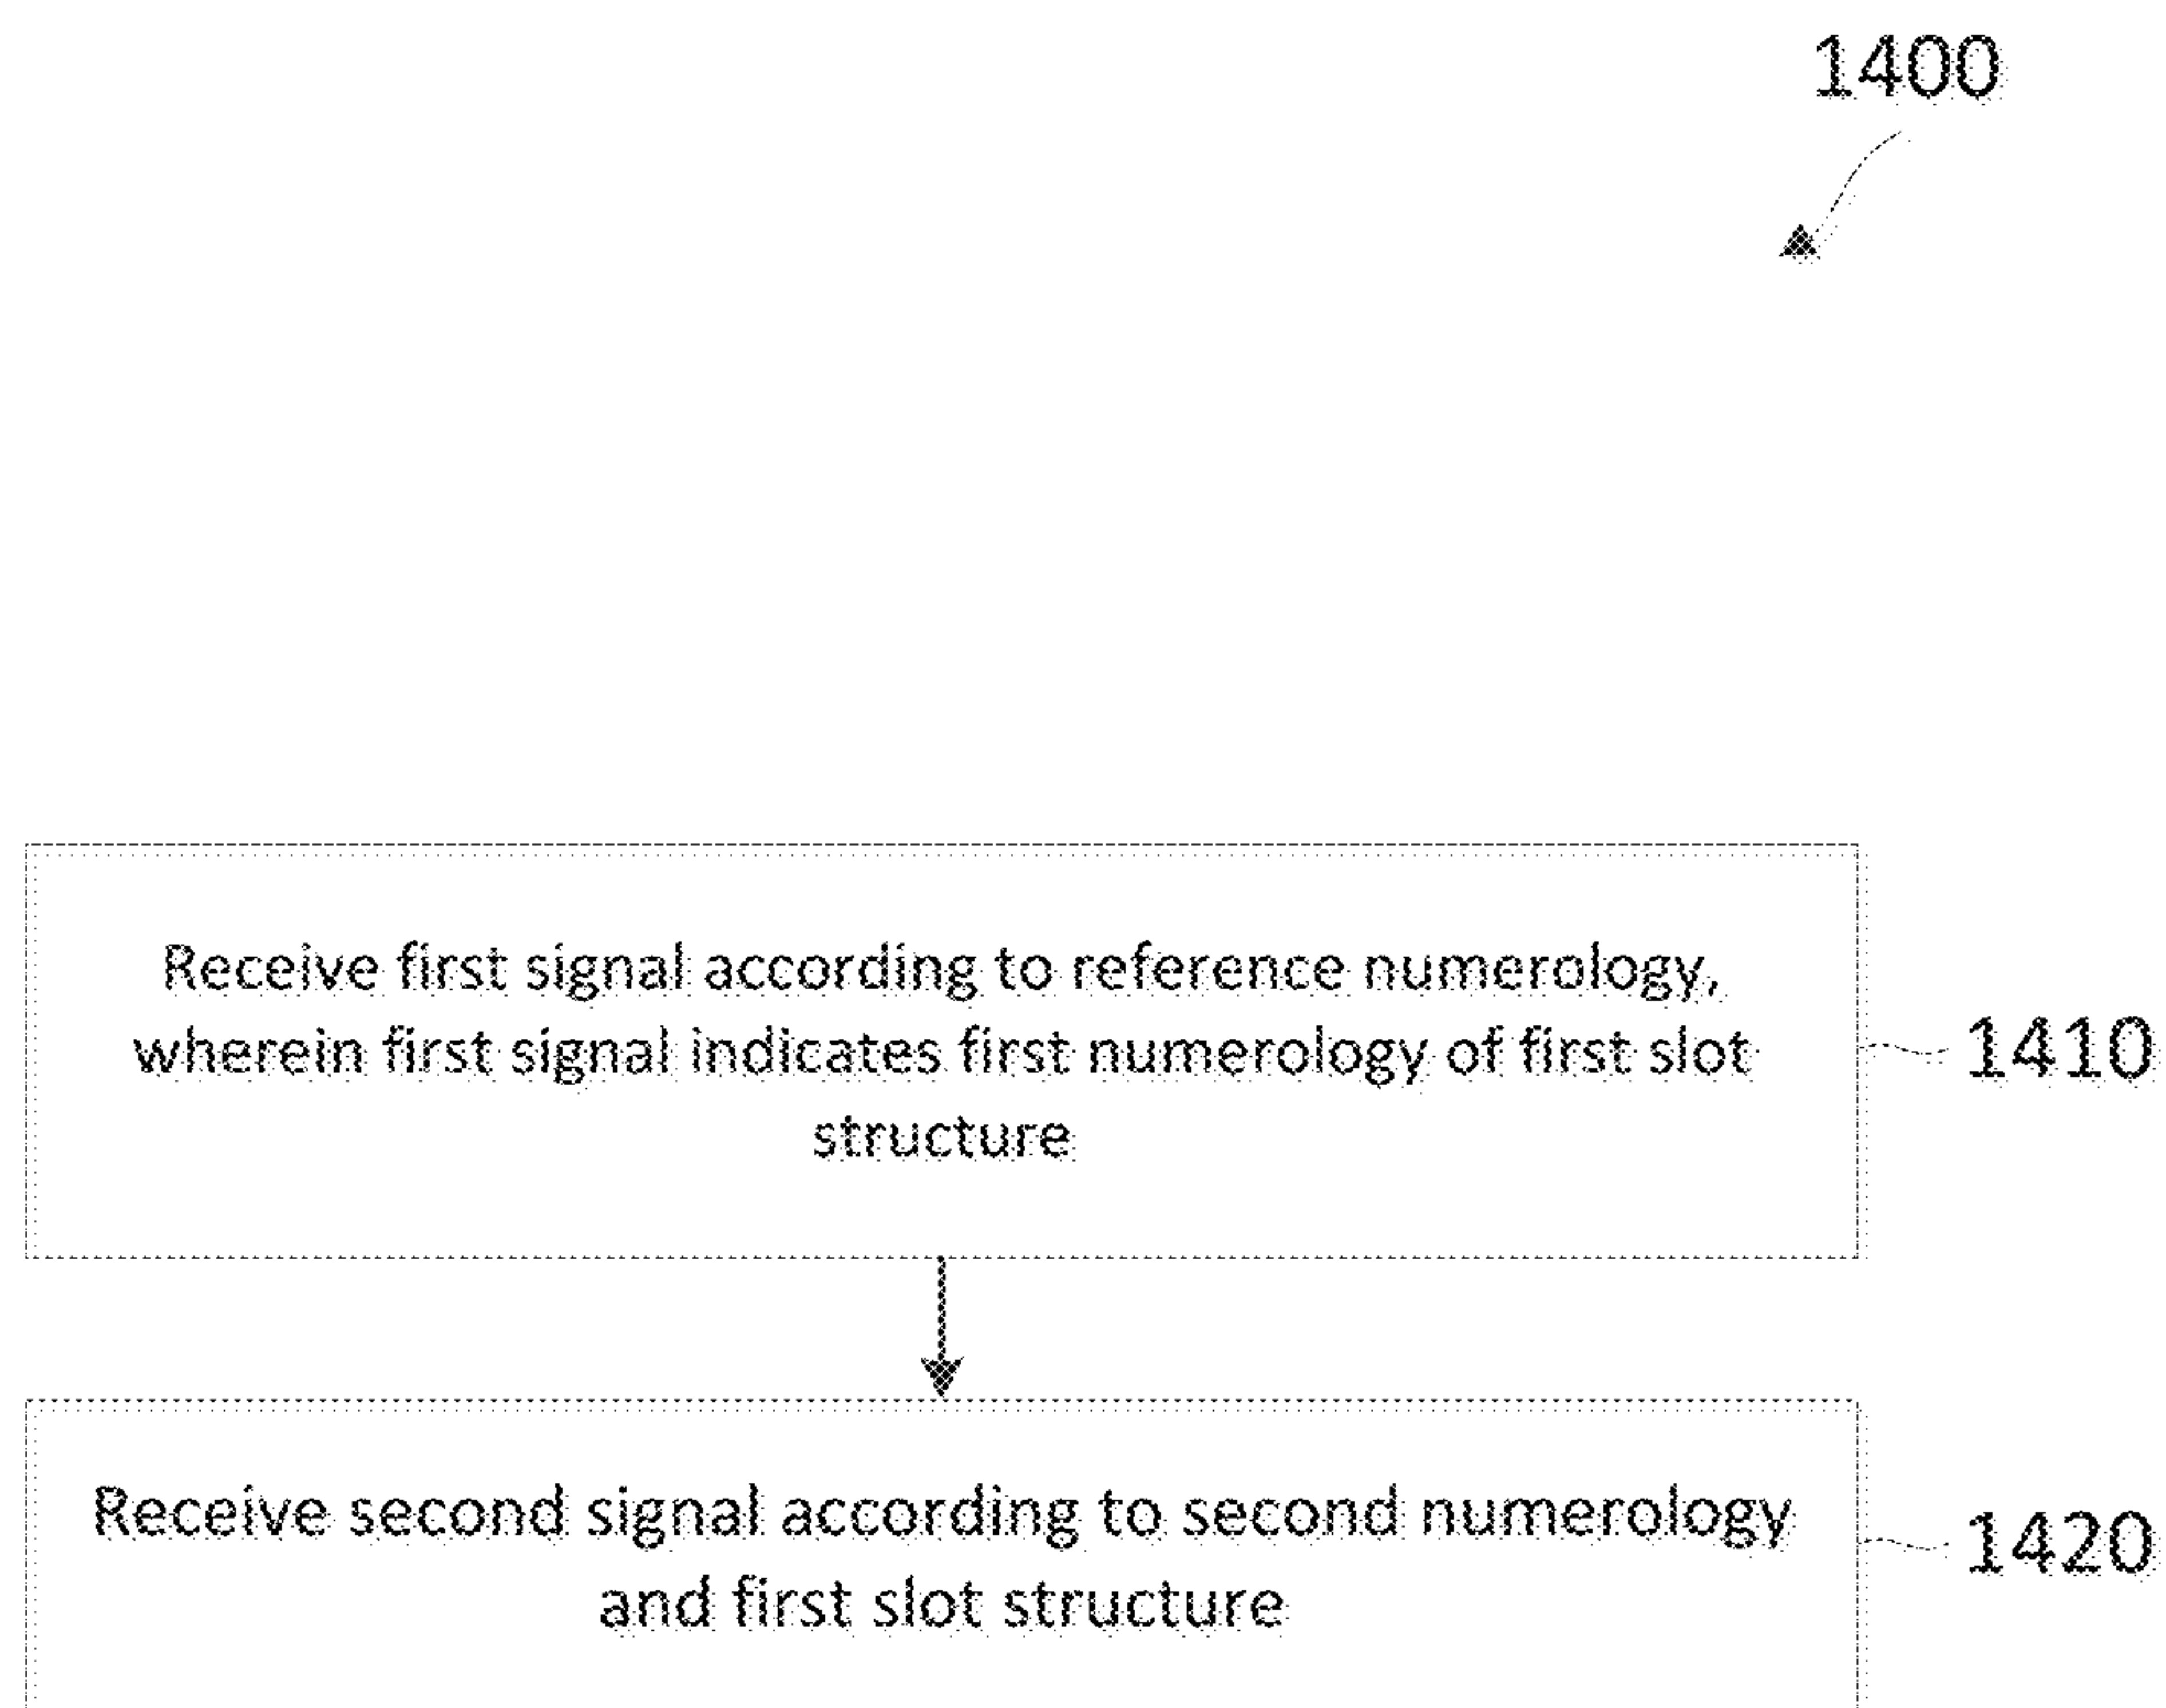 1400
Receive first signal according to reference numerology,
wherein first signal indicates first numerology of first slot
structure
1410
Receive second signal according to second numerology
and first slot structure
1420